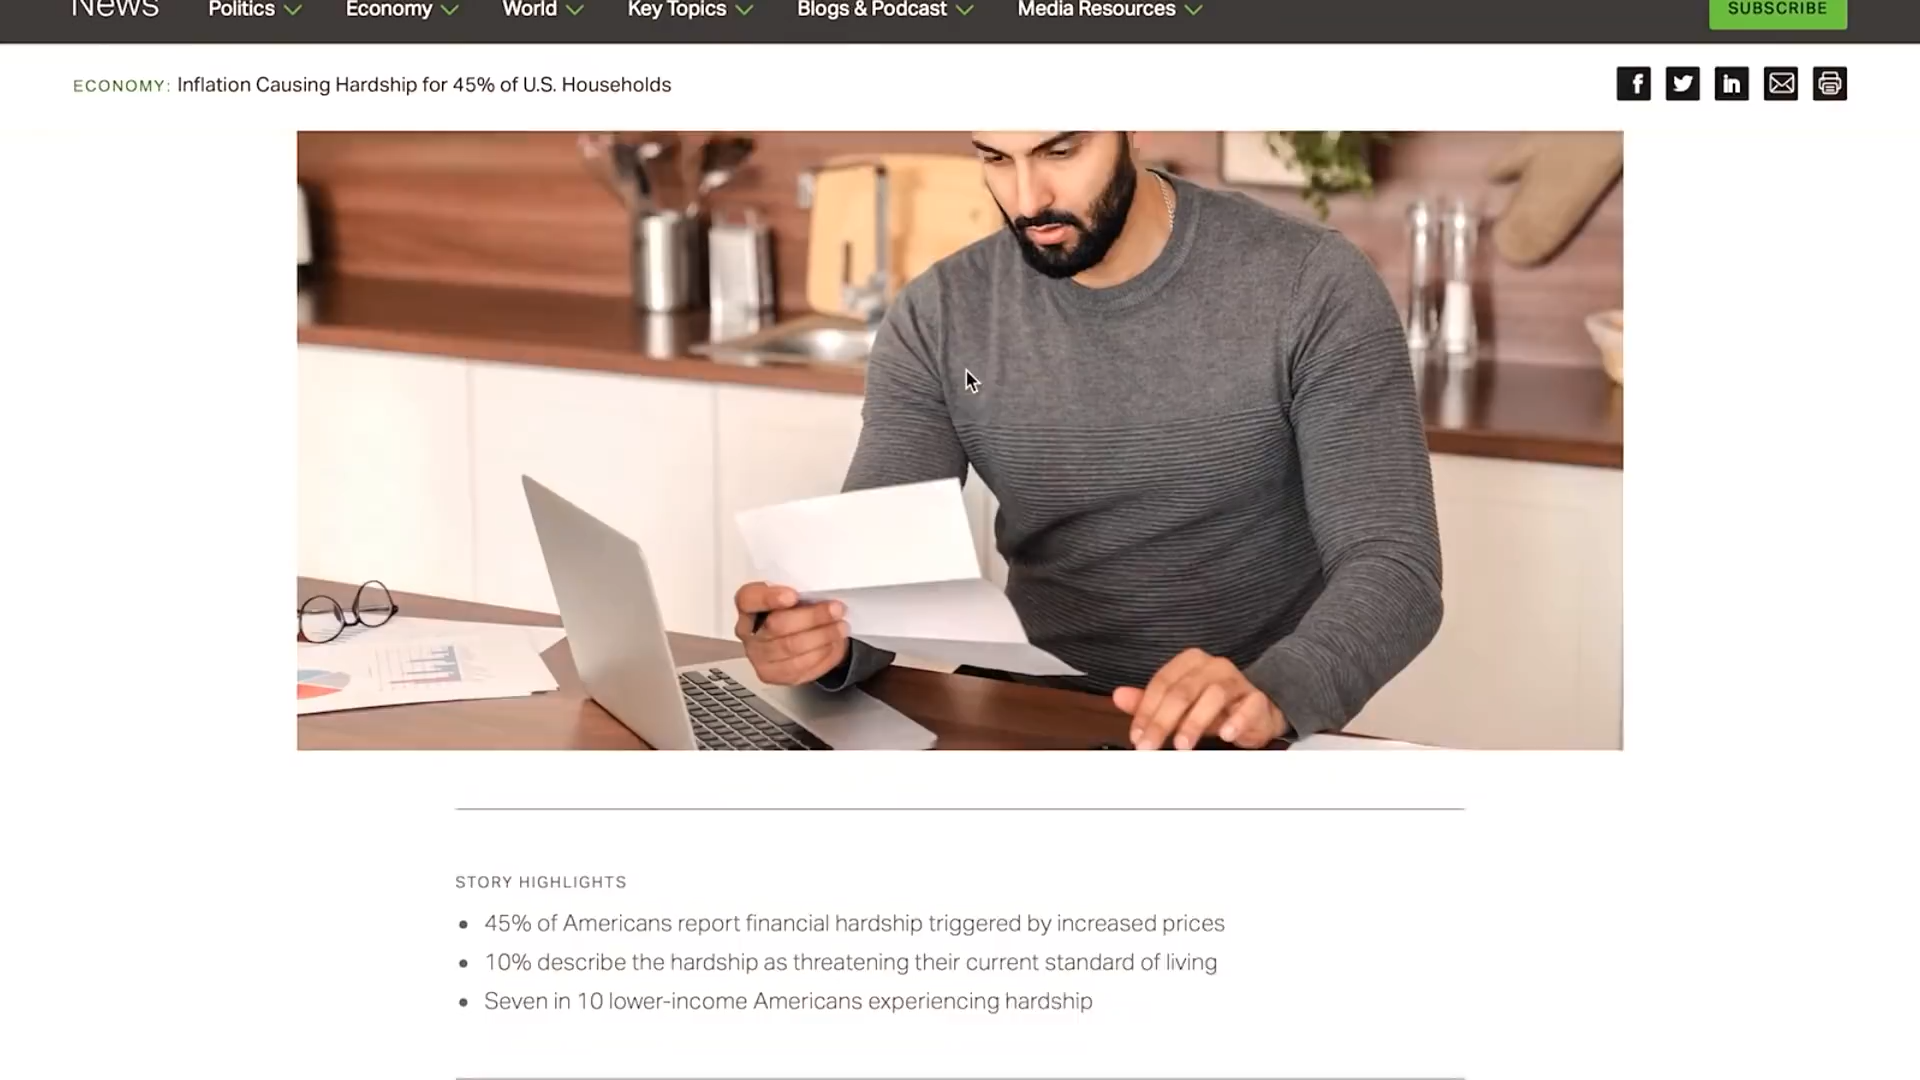 News Politics Economy World Key Topics Blogs & Podcast Media Resources SUBSCRIBE
ECONOMY: Inflation Causing Hardship for 45% of U.S. Households
STORY HIGHLIGHTS
45% of Americans report financial hardship triggered by increased prices
10% describe the hardship as threatening their current standard of living
Seven in 10 lower-income Americans experiencing hardship